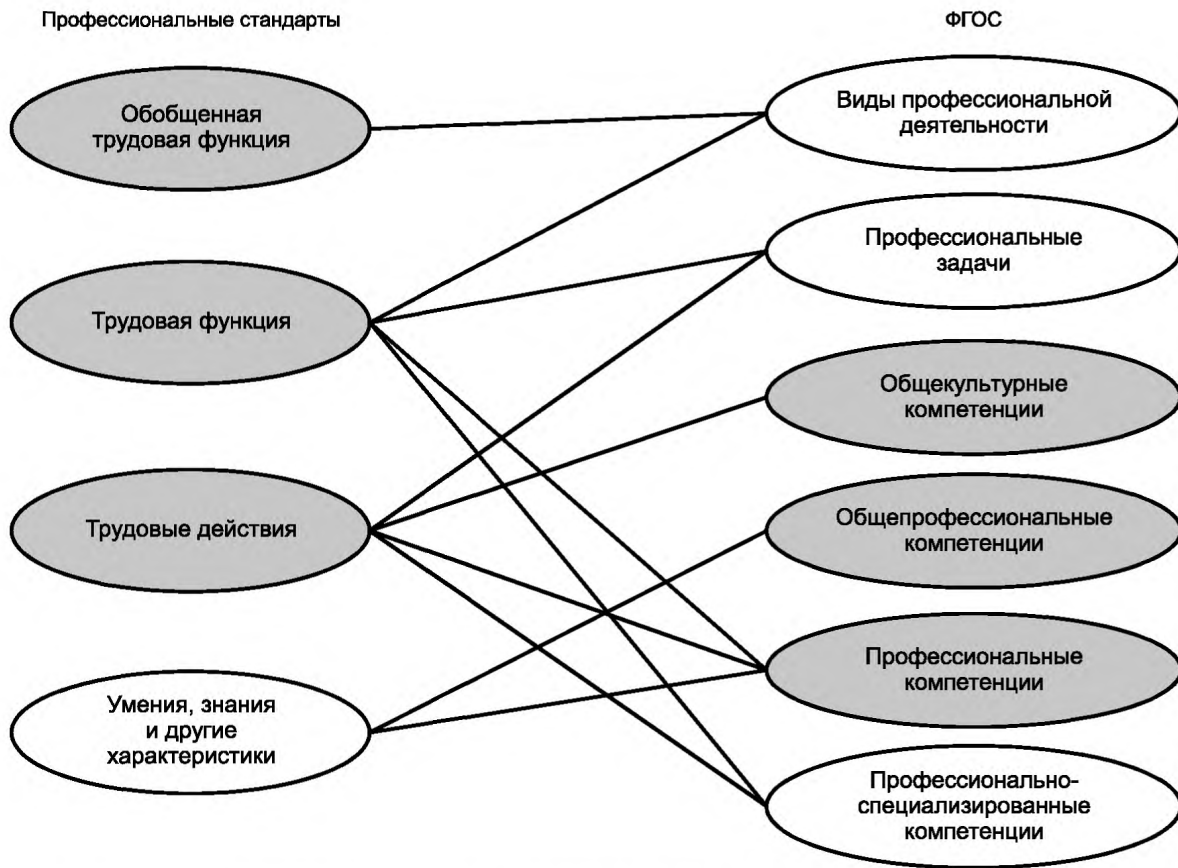 Профессиональные стандарты
ФГОС
Обобщенная
трудовая функция
Виды профессиональной
деятельности
Трудовая функция
Профессиональные
задачи
Общекультурные
компетенции
Трудовые действия
Общепрофессиональные
компетенции
Умения, знания
и другие
характеристики
Профессиональные
компетенции
Профессионально-
специализированные
компетенции